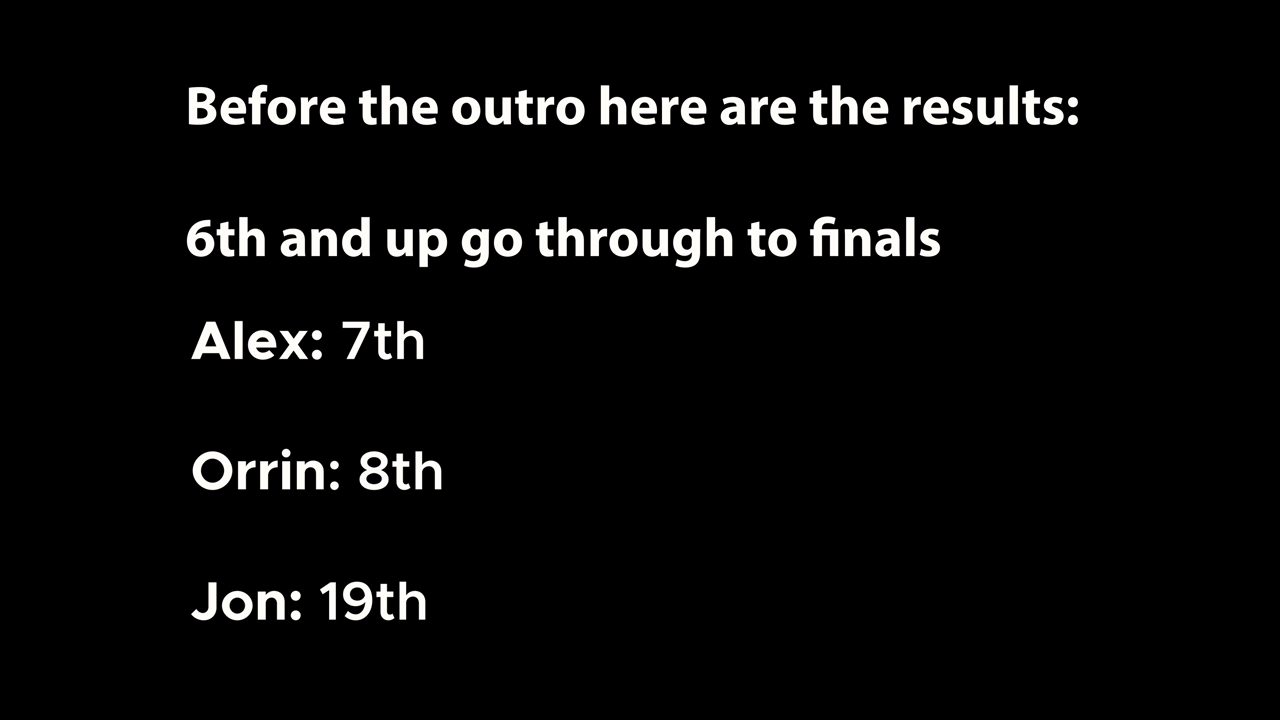 Before the outro here are the results:
6th and up go through to finals
Alex: 7th
Orrin: 8th
Jon: 19th